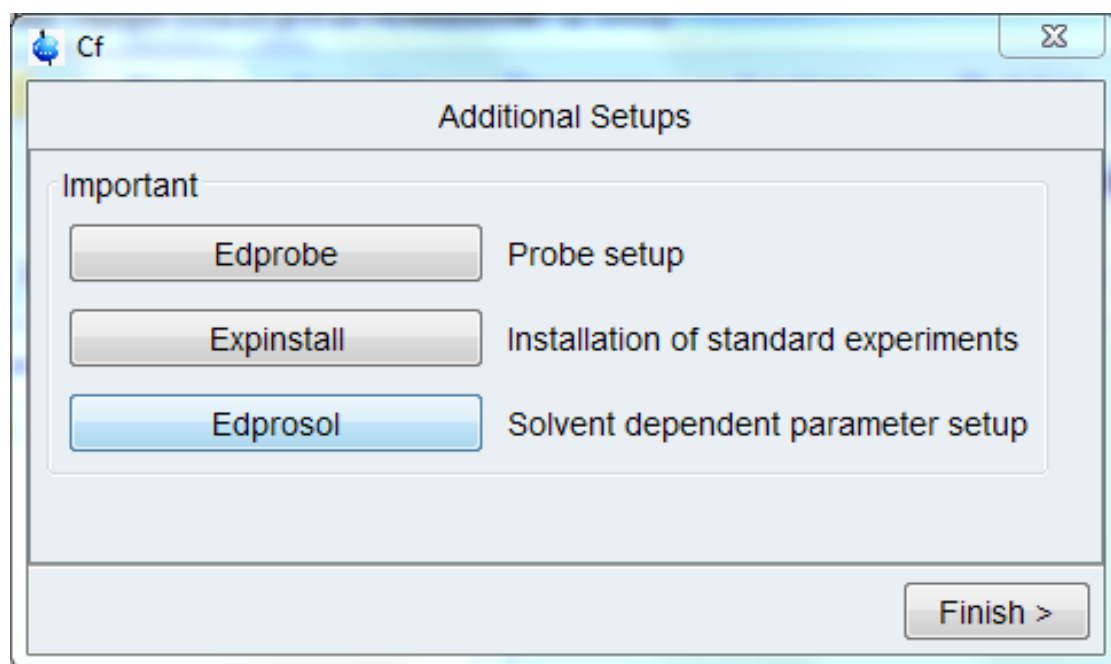 Cf
Additional Setups
Important
Edprobe Probe setup
Expinstall Installation of standard experiments
Edprosol Solvent dependent parameter setup
Finish >